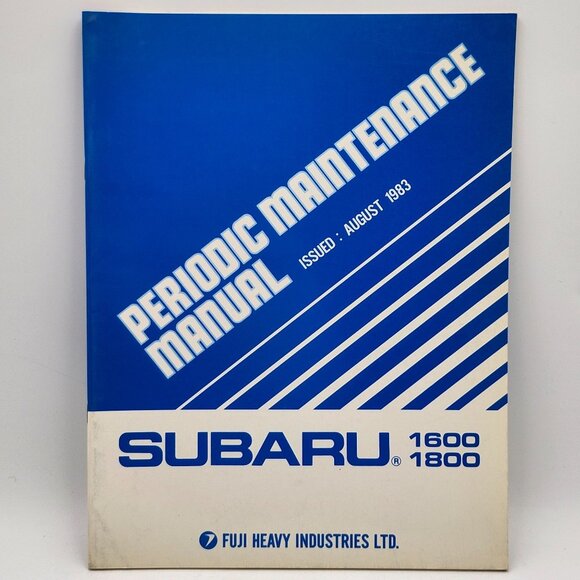 PERIODIC MAINTENANCE
MANUAL
ISSUED : AUGUST 1983
SUBARU® 1600
1800
FUJI HEAVY INDUSTRIES LTD.